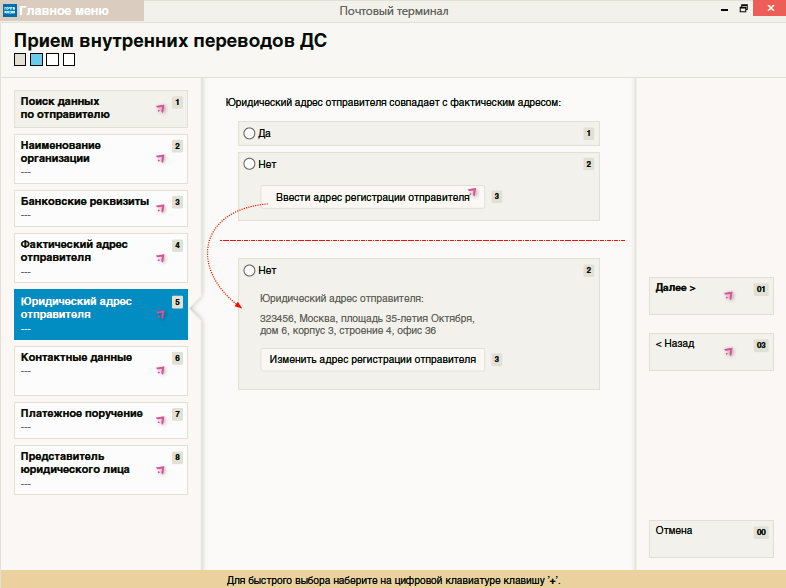 Главное меню
Почтовый терминал
Прием внутренних переводов ДС
Поиск данных
по отправителю
1
Наименование
организации
2
---
Банковские реквизиты
3
---
Фактический адрес
отправителя
4
---
Юридический адрес
отправителя
5
---
Контактные данные
6
---
Платежное поручение
7
---
Представитель
юридического лица
8
---
Юридический адрес отправителя совпадает с фактическим адресом:
Да
1
Нет
2
Ввести адрес регистрации отправителя
3
Нет
2
Юридический адрес отправителя:
323456, Москва, площадь 35-летия Октября,
дом 6, корпус 3, строение 4, офис 36
Изменить адрес регистрации отправителя
3
Далее >
01
< Назад
03
Отмена
00
Для быстрого выбора наберите на цифровой клавиатуре клавишу '+'.